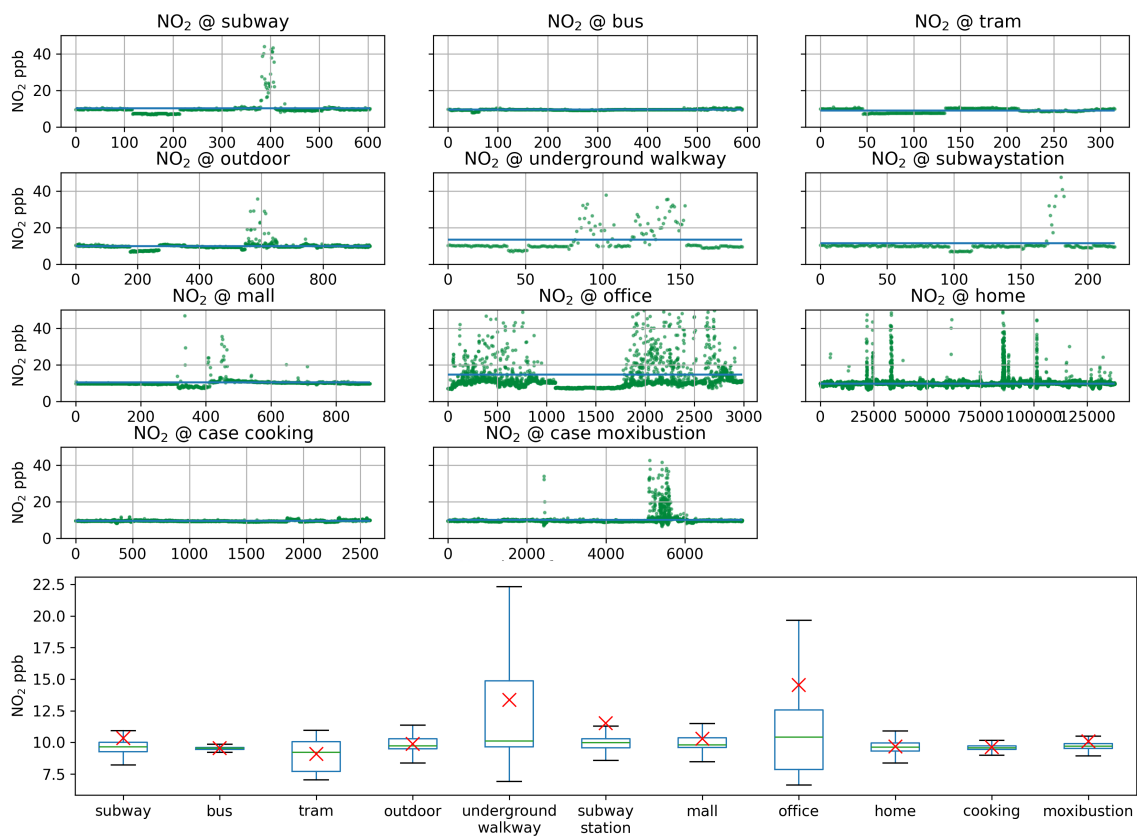 NO₂ @ subway NO₂ @ bus NO₂ @ tram
NO₂ ppb
40
20
0
0 100 200 300 400 500 600
0 100 200 300 400 500 600
0 50 100 150 200 250 300
NO₂ @ outdoor NO₂ @ underground walkway NO₂ @ subwaystation
NO₂ ppb
40
20
0
0 200 400 600 800
0 50 100 150
0 50 100 150 200
NO₂ @ mall NO₂ @ office NO₂ @ home
NO₂ ppb
40
20
0
0 200 400 600 800
0 500 1000 1500 2000 2500 3000
0 25000 50000 75000 100000 125000
NO₂ @ case cooking NO₂ @ case moxibustion
NO₂ ppb
40
20
0
0 500 1000 1500 2000 2500
0 2000 4000 6000
NO₂ ppb
22.5
20.0
17.5
15.0
12.5
10.0
7.5
subway bus tram outdoor underground walkway subway station mall office home cooking moxibustion